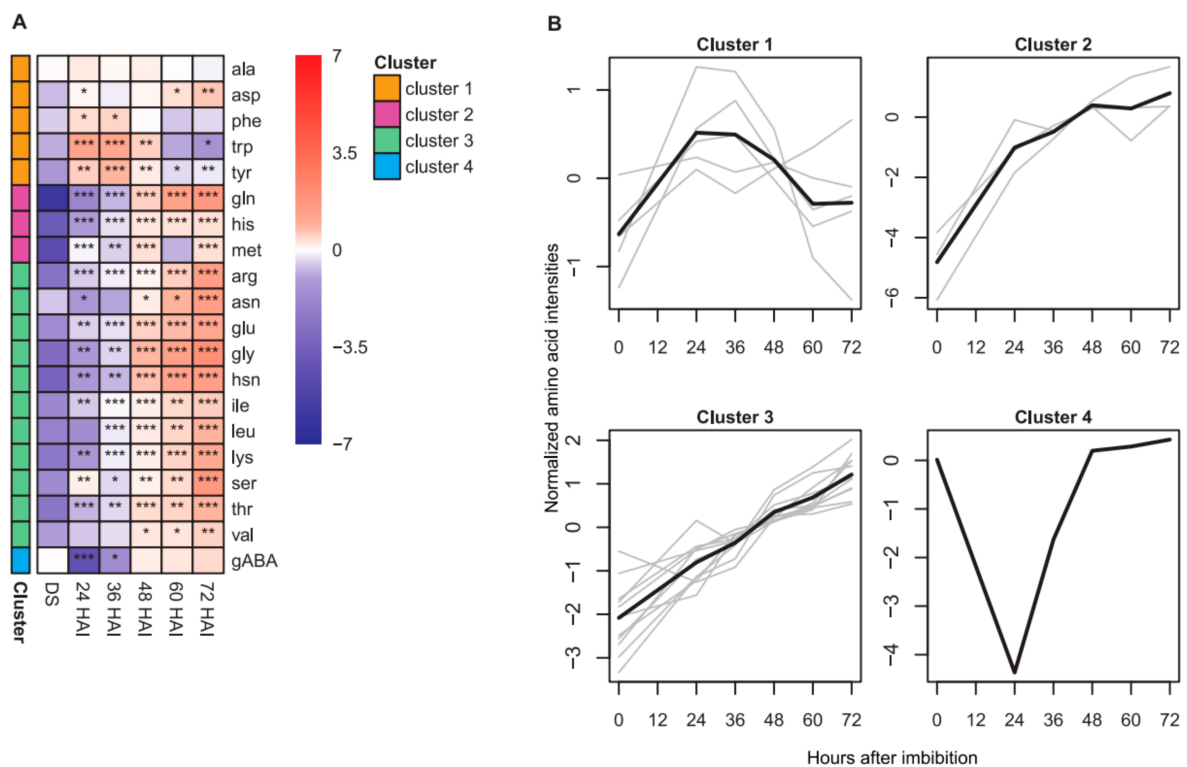 A
ala
* * ** asp
* * phe
*** *** ** * trp
** *** ** * ** tyr
*** *** *** *** *** gln
*** *** *** *** *** his
*** ** *** *** met
*** *** *** *** *** arg
* * * *** asn
** *** *** *** *** glu
** ** *** *** *** gly
** ** *** *** *** hsn
** *** *** ** *** ile
*** *** ** *** leu
** *** *** *** *** lys
** * ** ** *** ser
*** ** *** ** *** thr
* * ** val
*** * gABA
Cluster
DS
24 HAI
36 HAI
48 HAI
60 HAI
72 HAI
7
3.5
0
−3.5
−7
Cluster
cluster 1
cluster 2
cluster 3
cluster 4
B
Normalized amino acid intensities
Cluster 1
1
0
−1
0 12 24 36 48 60 72
Cluster 2
0
−2
−4
−6
0 12 24 36 48 60 72
Cluster 3
2
1
0
−1
−2
−3
0 12 24 36 48 60 72
Cluster 4
0
−1
−2
−3
−4
0 12 24 36 48 60 72
Hours after imbibition